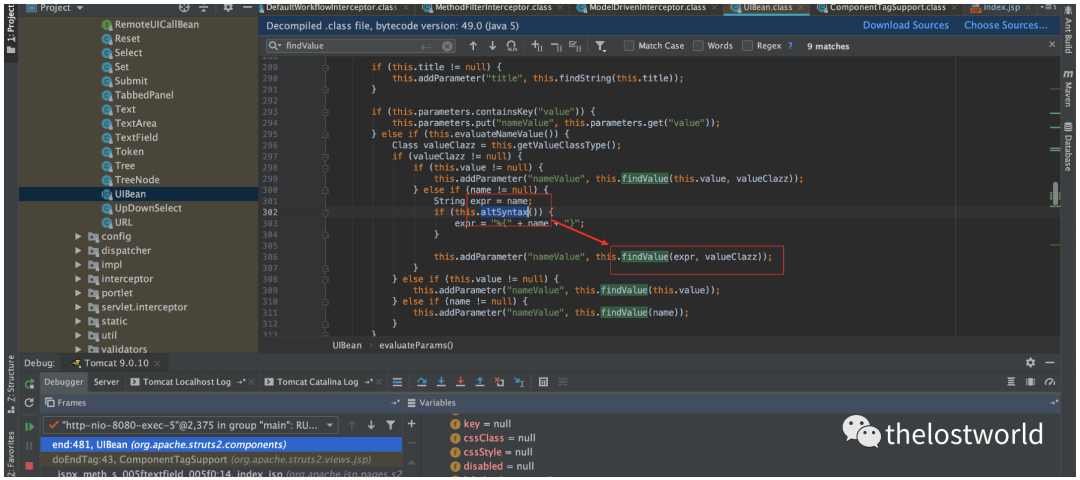 1: Project
Project
DefaultWorkflowInterceptor.class
MethodFilterInterceptor.class
ModelDrivenInterceptor.class
UIBean.class
ComponentTagSupport.class
index.jsp
Decompiled .class file, bytecode version: 49.0 (Java 5)
Download Sources
Choose Sources...
findValue
Match Case
Words
Regex
?
9 matches
RemoteUICallBean
Reset
Select
Set
Submit
TabbedPanel
Text
TextArea
TextField
Token
Tree
TreeNode
UIBean
UpDownSelect
URL
config
dispatcher
impl
interceptor
portlet
servlet.interceptor
static
util
validators
289 if (this.title != null) {
290 this.addParameter("title", this.findString(this.title));
291 }
292
293 if (this.parameters.containsKey("value")) {
294 this.parameters.put("nameValue", this.parameters.get("value"));
295 } else if (this.evaluateNameValue()) {
296 Class valueClazz = this.getValueClassType();
297 if (valueClazz != null) {
298 if (this.value != null) {
299 this.addParameter("nameValue", this.findValue(this.value, valueClazz));
300 } else if (name != null) {
301 String expr = name;
302 if (this.altSyntax()) {
303 expr = "%{" + name + "}";
304 }
305
306 this.addParameter("nameValue", this.findValue(expr, valueClazz));
307 }
308 } else if (this.value != null) {
309 this.addParameter("nameValue", this.findValue(this.value));
310 } else if (name != null) {
311 this.addParameter("nameValue", this.findValue(name));
312 }
313 }
UIBean
evaluateParams()
Ant Build
m Maven
Database
Debug:
Tomcat 9.0.10
Debugger
Server
Tomcat Localhost Log
Tomcat Catalina Log
Frames
Variables
"http-nio-8080-exec-5"@2,375 in group "main": RU...
end:481, UIBean (org.apache.struts2.components)
doEndTag:43, ComponentTagSupport (org.apache.struts2.views.jsp)
_jspx_meth_s_005ftextfield_005f0:14, index_jsp (org.apache.jsp.pages.s2
key = null
cssClass = null
cssStyle = null
disabled = null
Z: Structure
2: Favorites
thelostworld